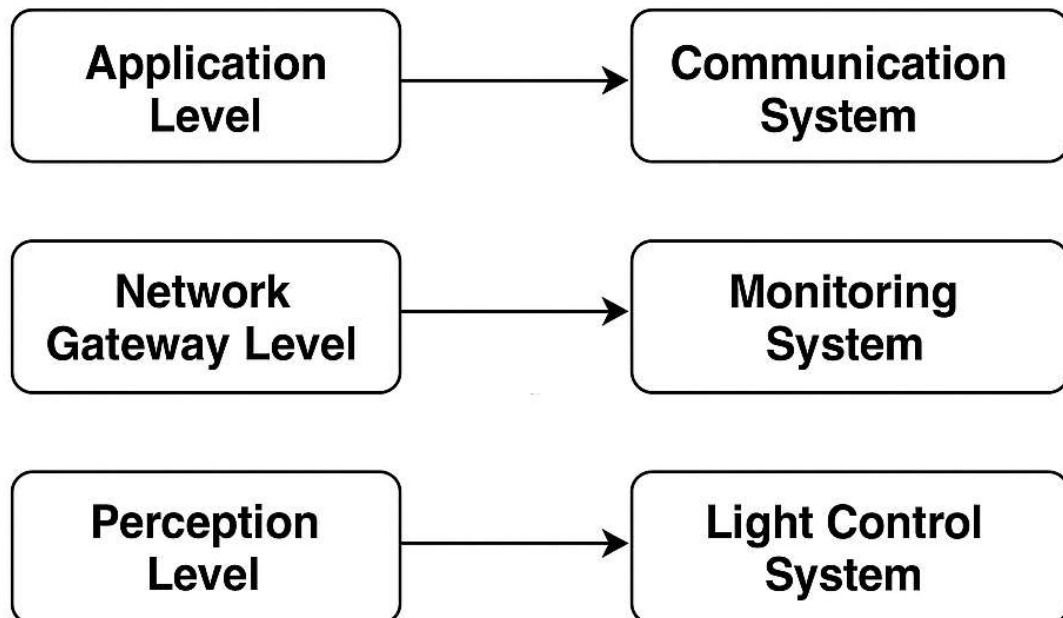 Application
Level
Communication
System
Network
Gateway Level
Monitoring
System
Perception
Level
Light Control
System